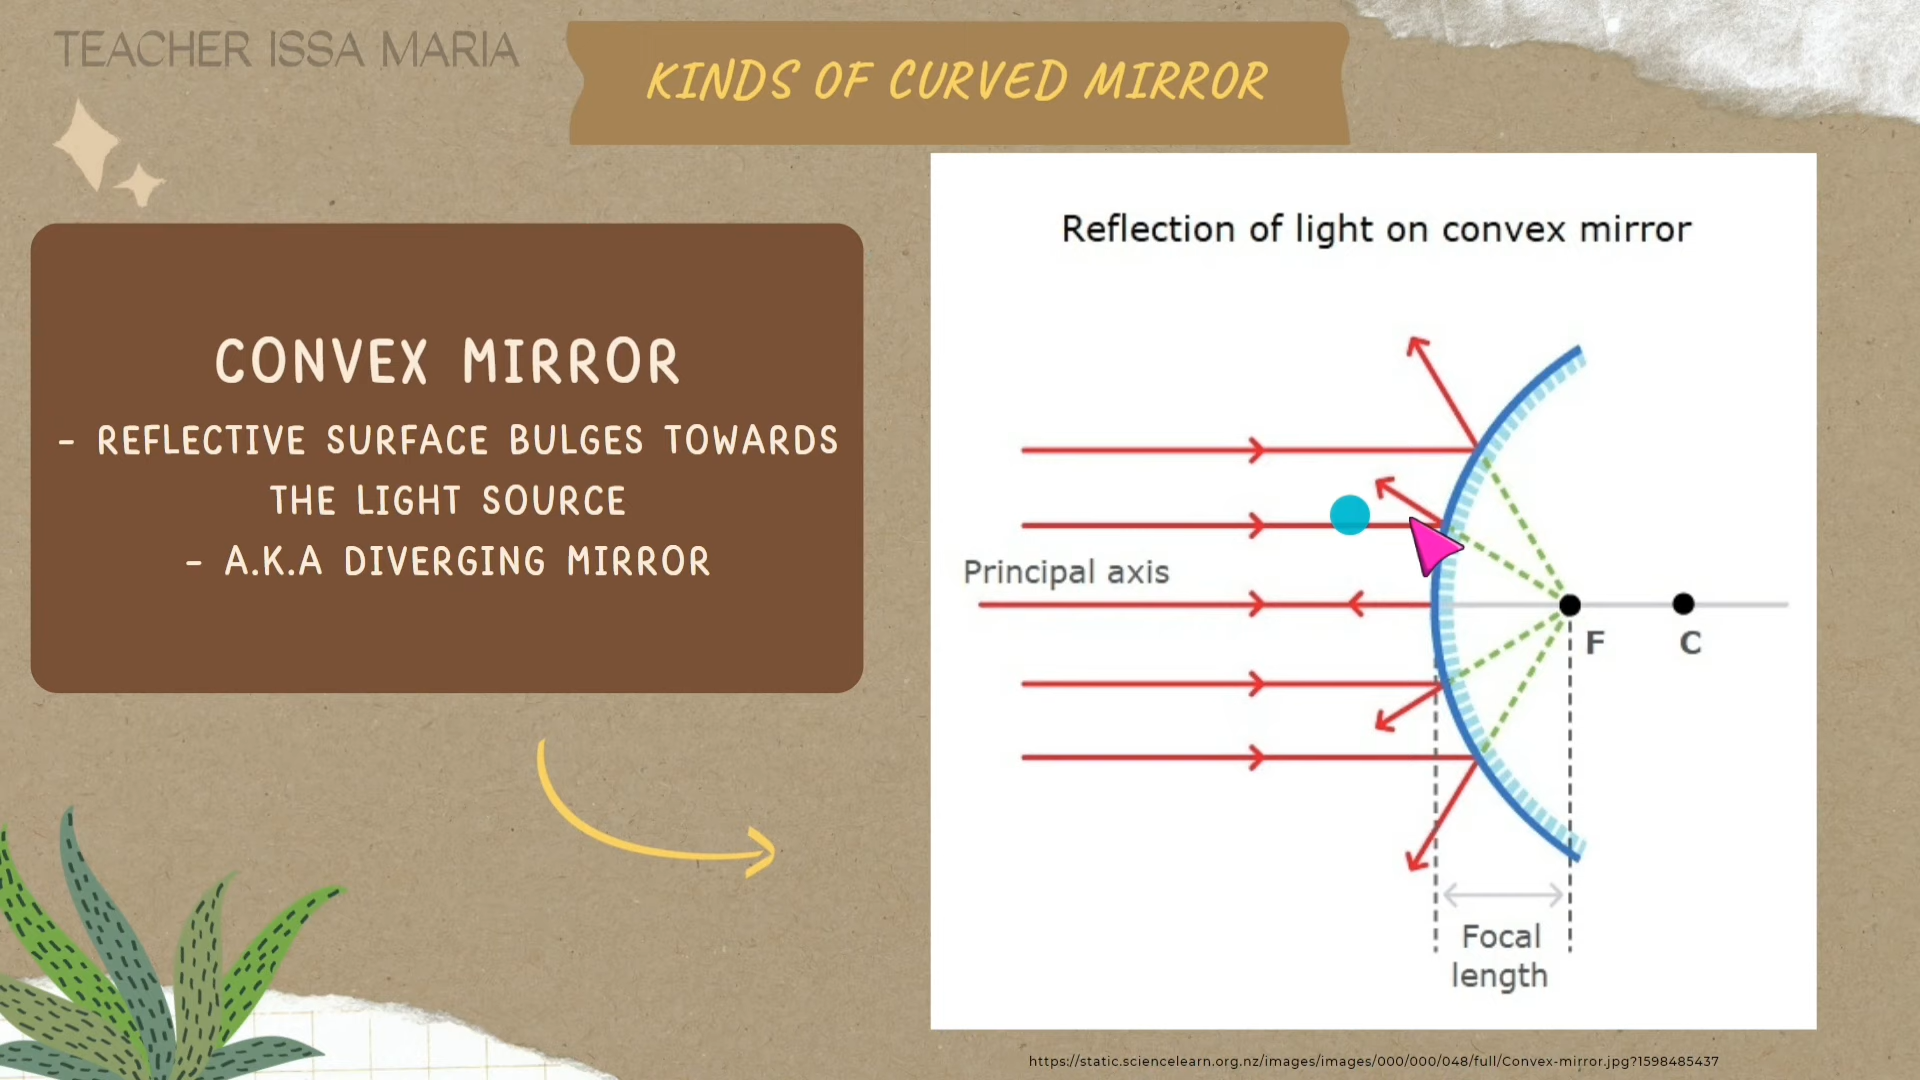 TEACHER ISSA MARIA
KINDS OF CURVED MIRROR
CONVEX MIRROR
- REFLECTIVE SURFACE BULGES TOWARDS
THE LIGHT SOURCE
- A.K.A DIVERGING MIRROR
Reflection of light on convex mirror
Principal axis
F
C
Focal
length
https://static.sciencelearn.org.nz/images/images/000/000/048/full/Convex-mirror.jpg?1598485437